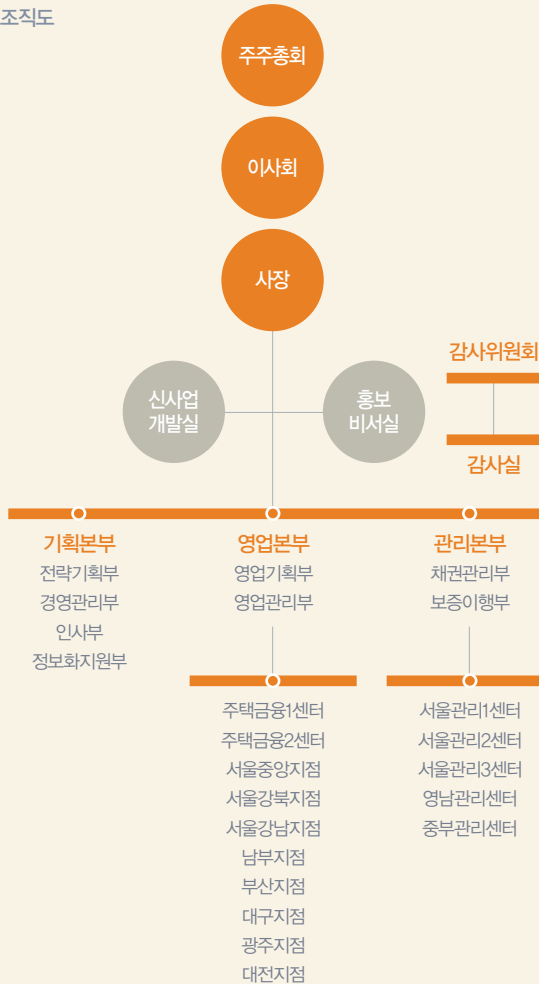 조직도
주주총회
이사회
사장
신사업
개발실
홍보
비서실
감사위원회
감사실
기획본부
전략기획부
경영관리부
인사부
정보화지원부
영업본부
영업기획부
영업관리부
주택금융1센터
주택금융2센터
서울중앙지점
서울강북지점
서울강남지점
남부지점
부산지점
대구지점
광주지점
대전지점
관리본부
채권관리부
보증이행부
서울관리1센터
서울관리2센터
서울관리3센터
영남관리센터
중부관리센터